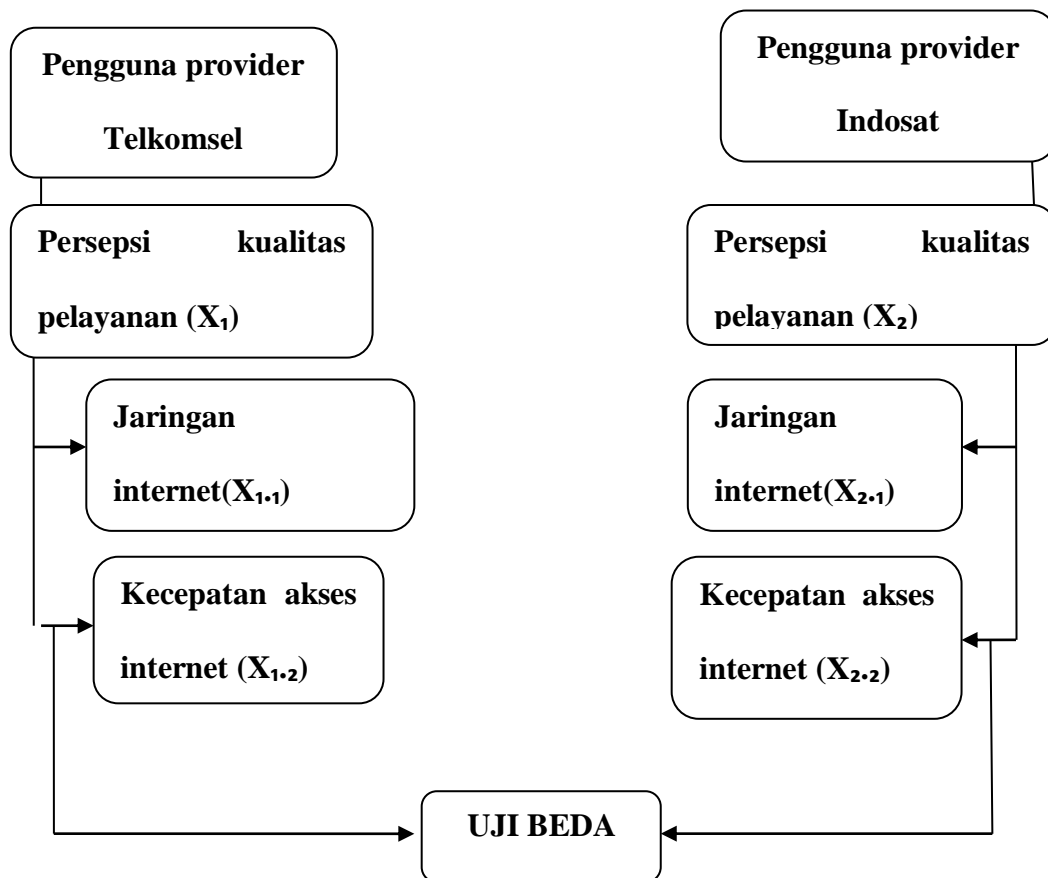 Pengguna provider
Telkomsel
Pengguna provider
Indosat
Persepsi kualitas
pelayanan (X₁)
Persepsi kualitas
pelayanan (X₂)
Jaringan
internet(X₁.₁)
Jaringan
internet(X₂.₁)
Kecepatan akses
internet (X₁.₂)
Kecepatan akses
internet (X₂.₂)
UJI BEDA